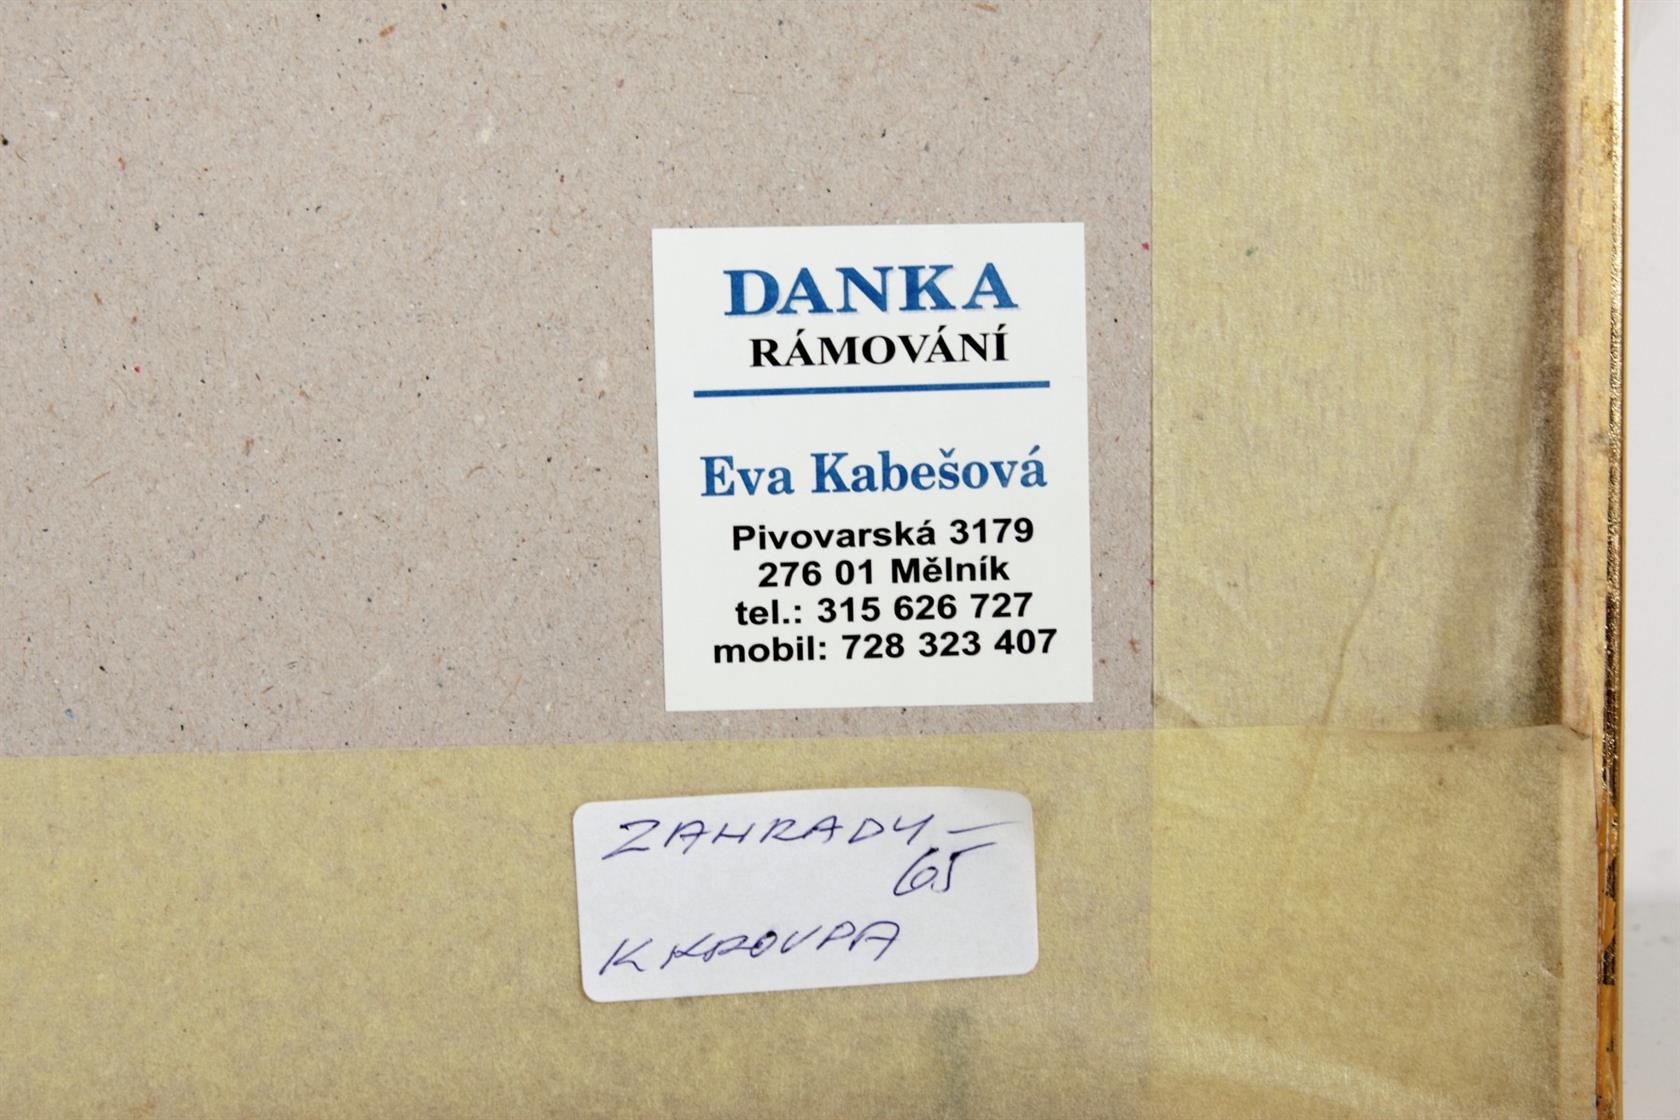 DANKA
RÁMOVÁNÍ
Eva Kabešová
Pivovarská 3179
276 01 Mělník
tel.: 315 626 727
mobil: 728 323 407
ZAHRADY –
65
K KROUPA